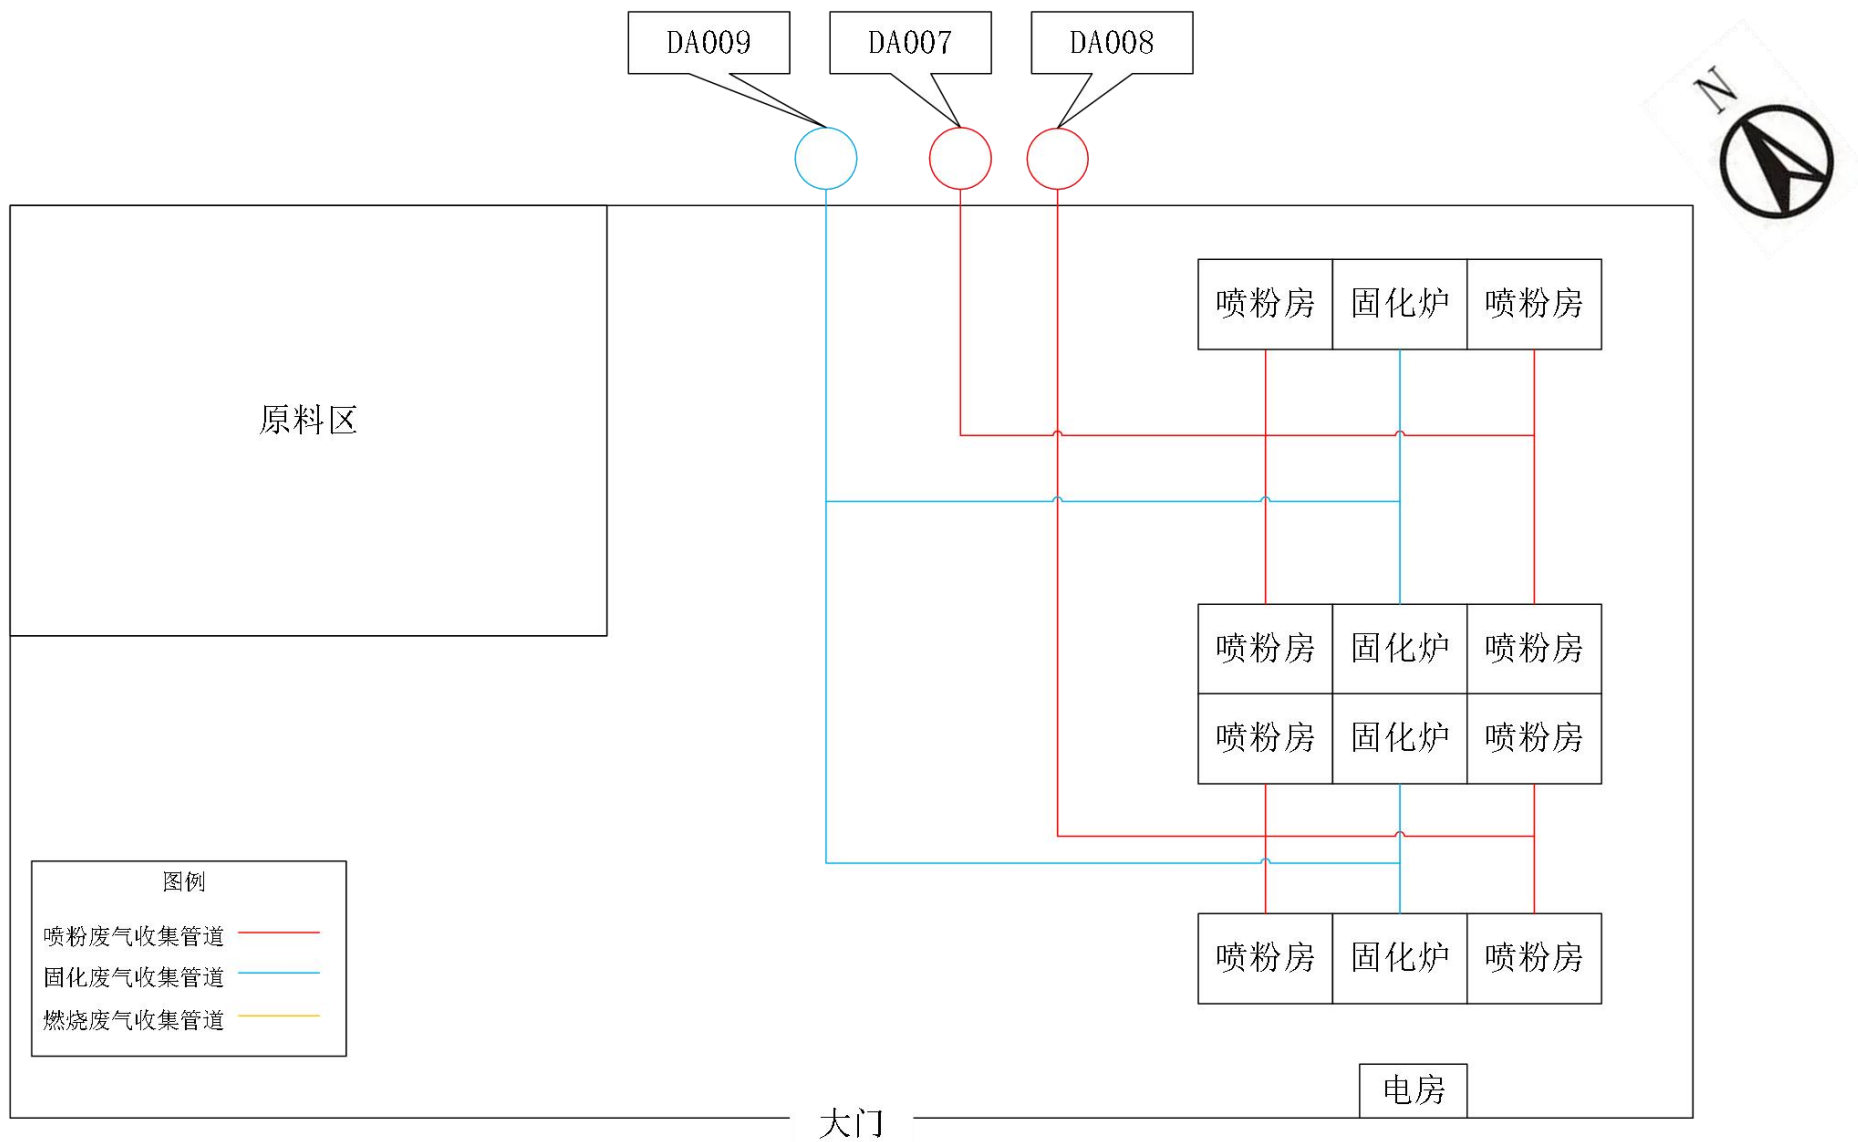 DA009 DA007 DA008
N
喷粉房 固化炉 喷粉房
原料区
喷粉房 固化炉 喷粉房
喷粉房 固化炉 喷粉房
图例
喷粉废气收集管道
固化废气收集管道
燃烧废气收集管道
喷粉房 固化炉 喷粉房
电房
大门